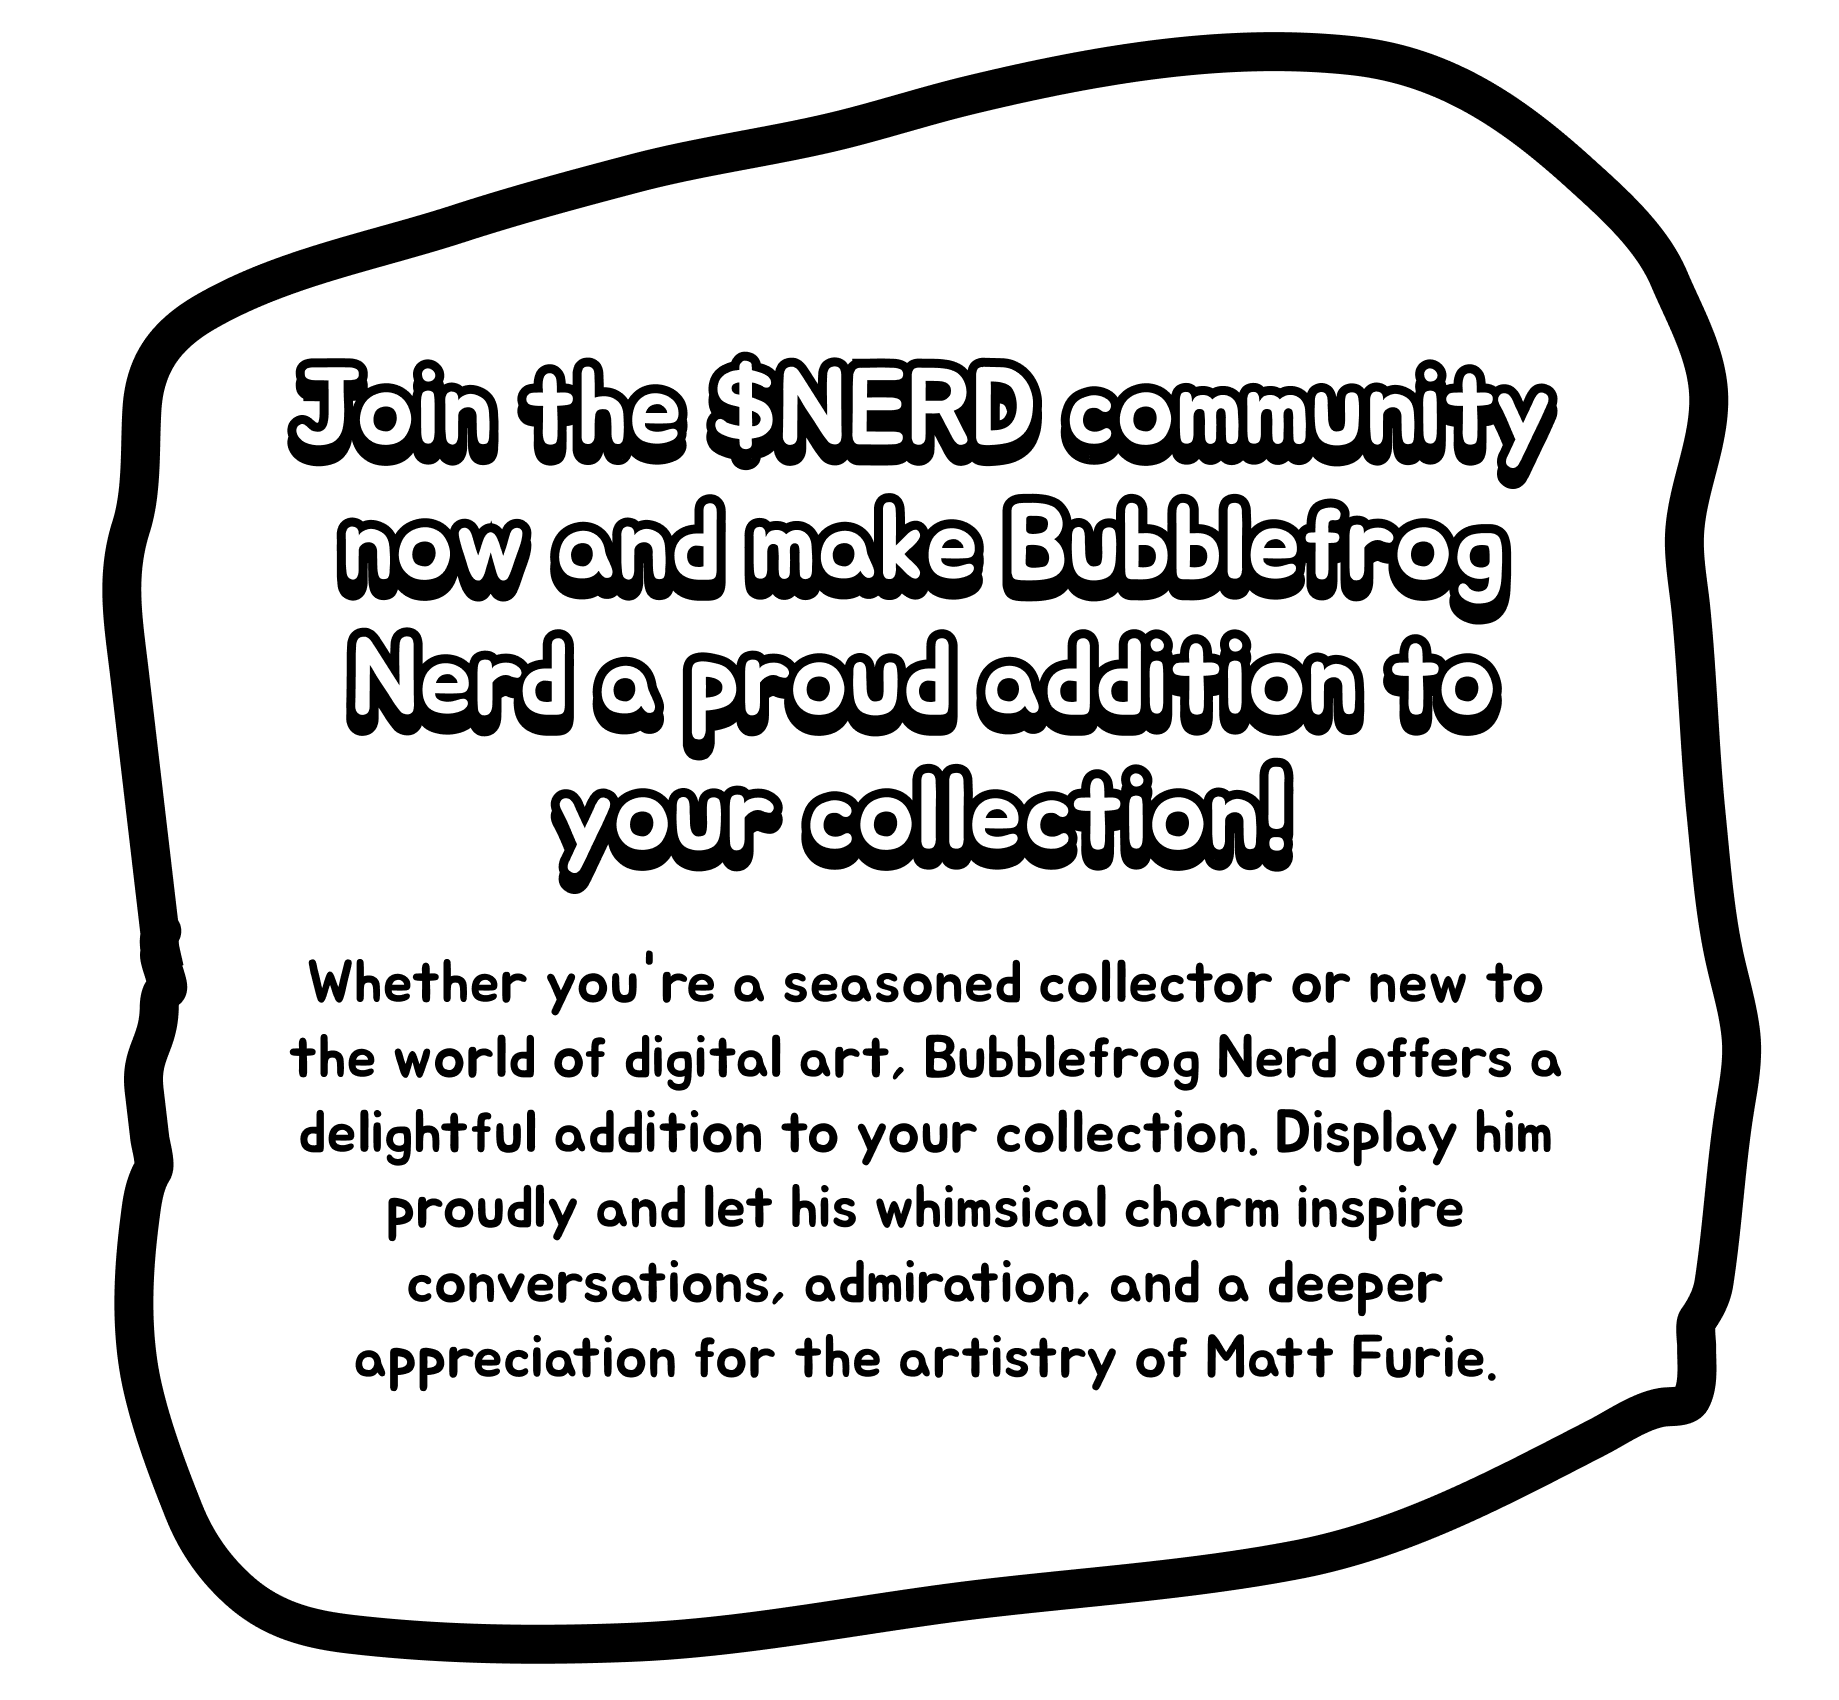 Join the $NERD community
now and make Bubblefrog
Nerd a proud addition to
your collection!
Whether you're a seasoned collector or new to
the world of digital art, Bubblefrog Nerd offers a
delightful addition to your collection. Display him
proudly and let his whimsical charm inspire
conversations, admiration, and a deeper
appreciation for the artistry of Matt Furie.